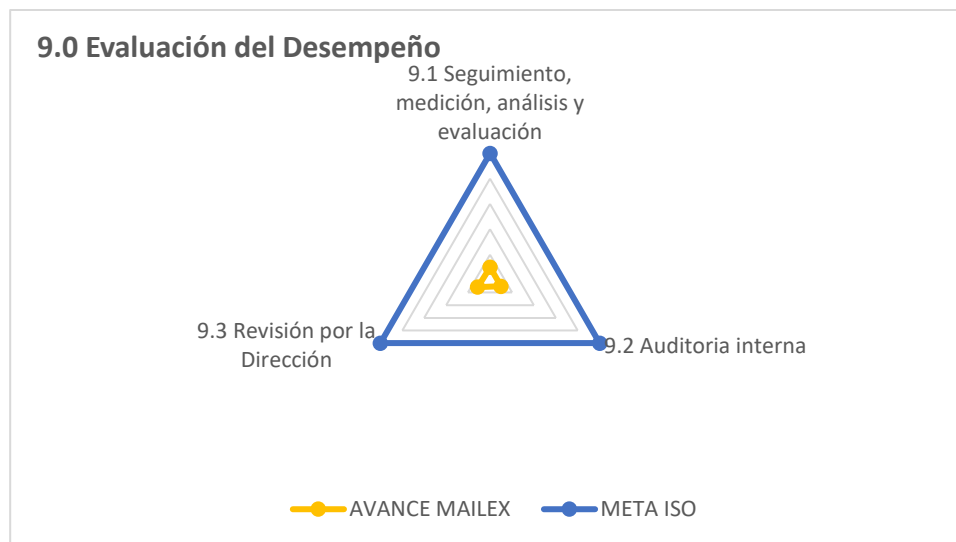 9.0 Evaluación del Desempeño
9.1 Seguimiento,
medición, análisis y
evaluación
9.3 Revisión por la
Dirección
9.2 Auditoria interna
AVANCE MAILEX
META ISO